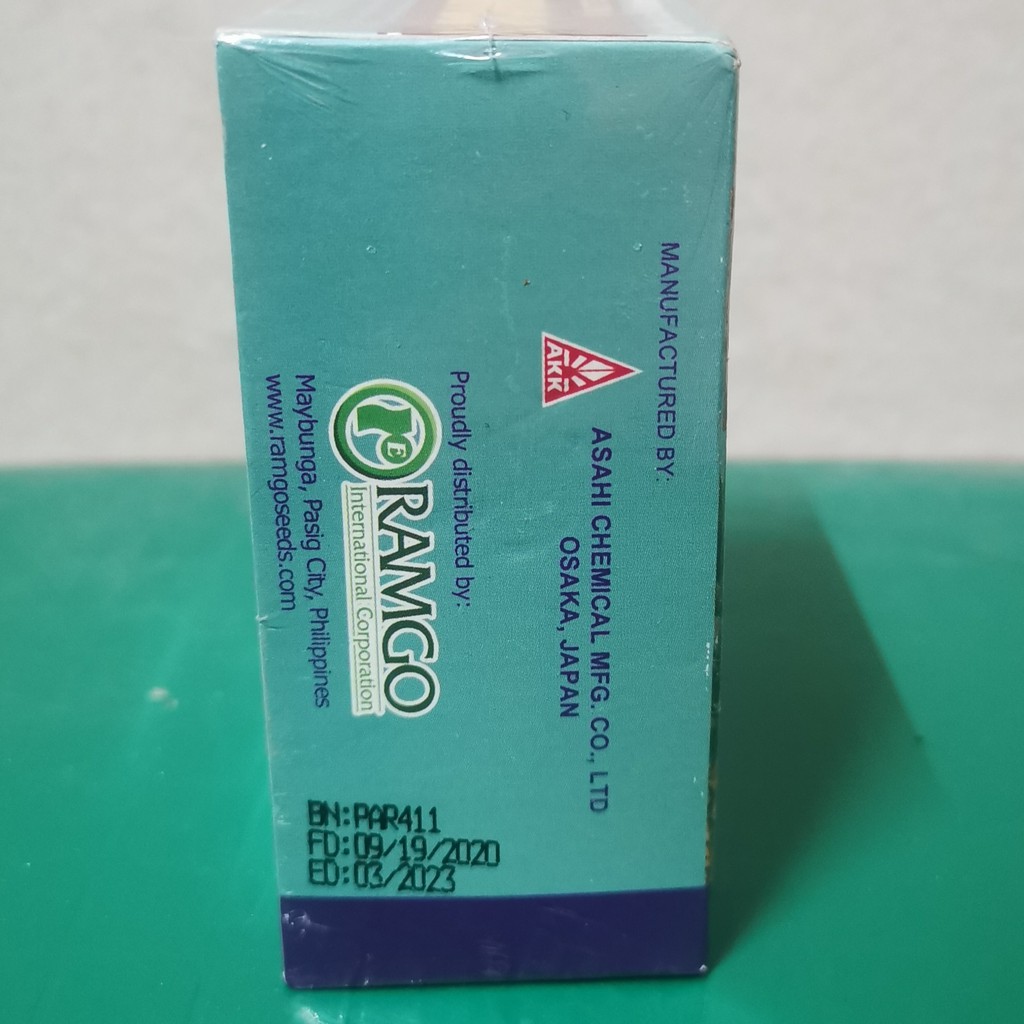 MANUFACTURED BY:
AKK
ASAHI CHEMICAL MFG. CO., LTD
OSAKA, JAPAN
Proudly distributed by:
E
RAMGO
International Corporation
Maybunga, Pasig City, Philippines
www.ramgoseeds.com
BN:PAR411
FD:09/19/2020
ED:03/2023